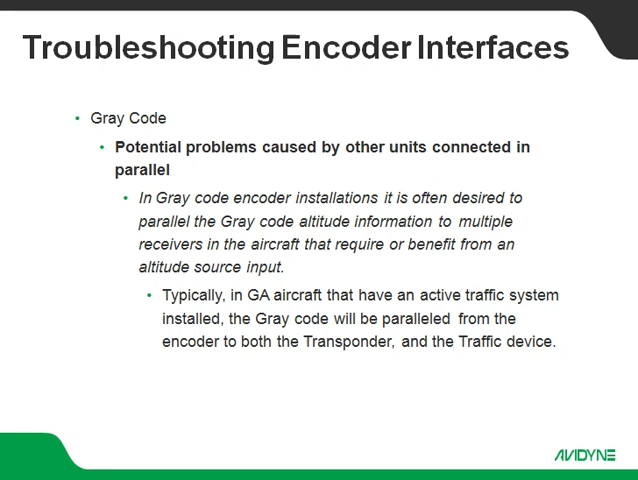 Troubleshooting Encoder Interfaces
• Gray Code
• Potential problems caused by other units connected in
parallel
• In Gray code encoder installations it is often desired to
parallel the Gray code altitude information to multiple
receivers in the aircraft that require or benefit from an
altitude source input.
• Typically, in GA aircraft that have an active traffic system
installed, the Gray code will be paralleled from the
encoder to both the Transponder, and the Traffic device.
AVIDYNE